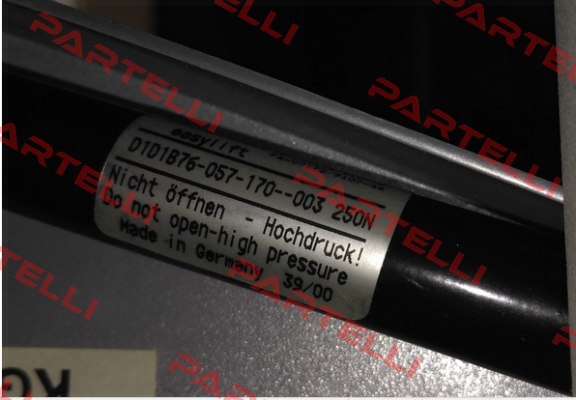 easylift
D1D1B76-057-170--003 250N
Nicht öffnen - Hochdruck!
Do not open-high pressure
Made in Germany 39/00
KG
PARTELLI
PARTELLI
PARTELLI
PARTELLI
PARTELLI
PARTELLI